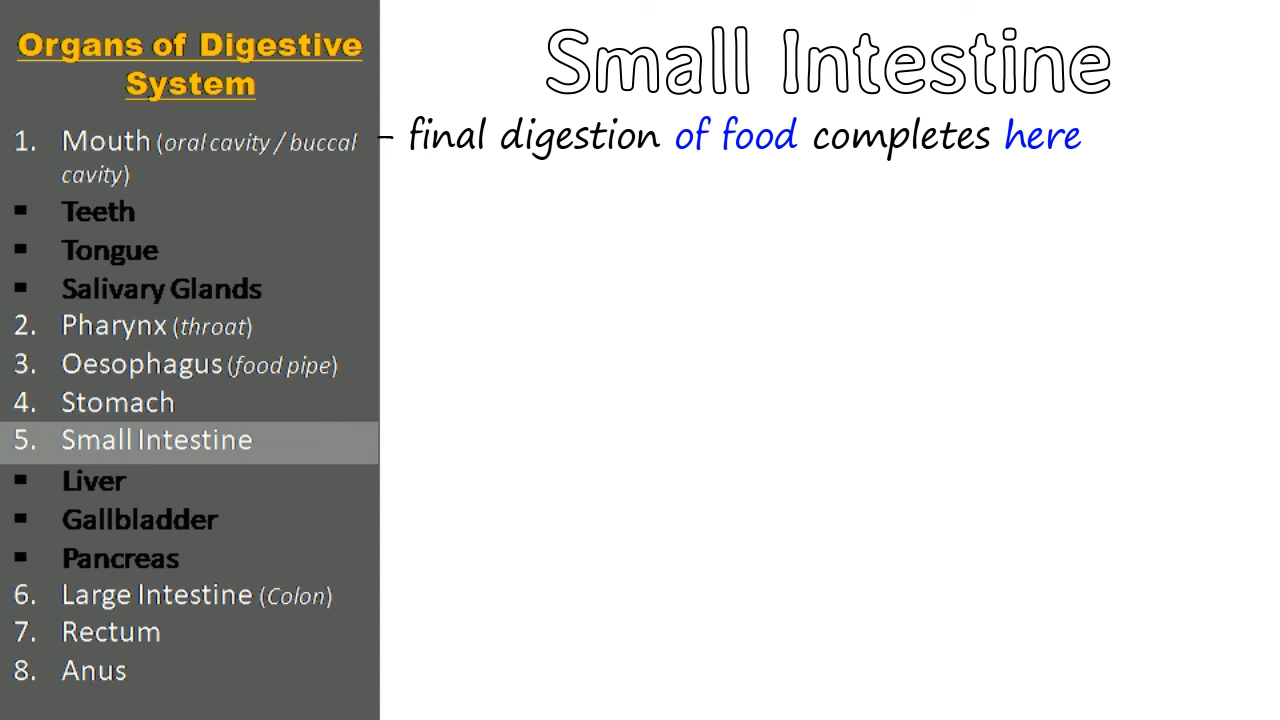 Organs of Digestive
System
1. Mouth (oral cavity / buccal
cavity)
▪ Teeth
▪ Tongue
▪ Salivary Glands
2. Pharynx (throat)
3. Oesophagus (food pipe)
4. Stomach
5. Small Intestine
▪ Liver
▪ Gallbladder
▪ Pancreas
6. Large Intestine (Colon)
7. Rectum
8. Anus
Small Intestine
– final digestion of food completes here